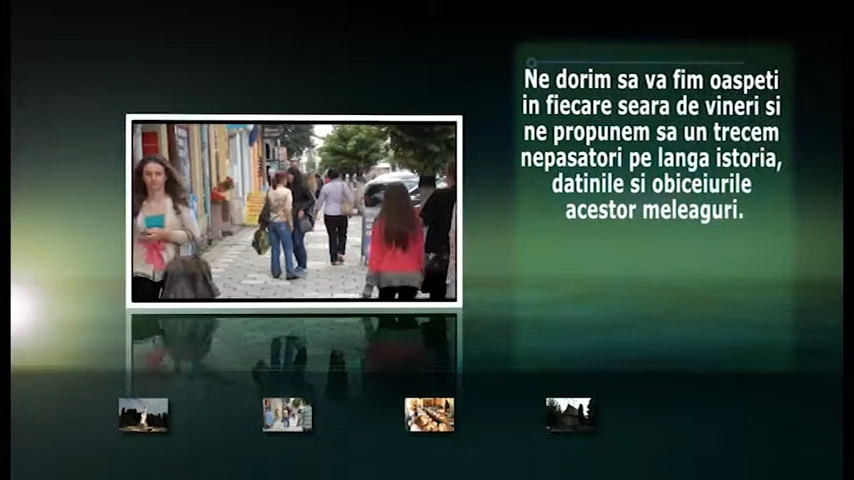 Ne dorim sa va fim oaspeti
in fiecare seara de vineri si
ne propunem sa un trecem
nepasatori pe langa istoria,
datinile si obiceiurile
acestor meleaguri.